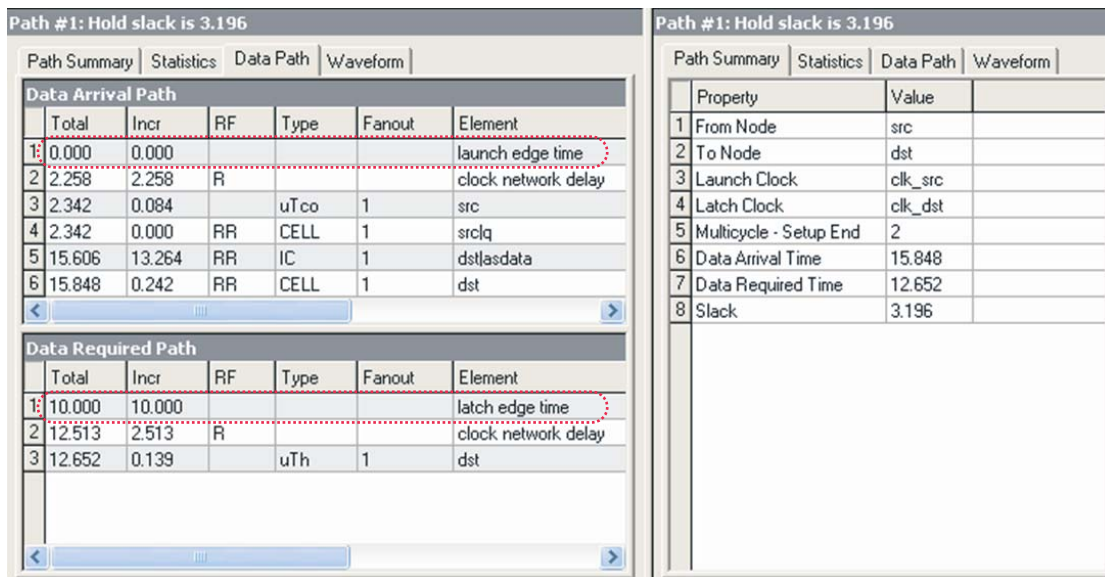 Path #1: Hold slack is 3.196
Path Summary Statistics Data Path Waveform
Data Arrival Path
Total Incr RF Type Fanout Element
1 0.000 0.000 launch edge time
2 2.258 2.258 R clock network delay
3 2.342 0.084 uTco 1 src
4 2.342 0.000 RR CELL 1 src|q
5 15.606 13.264 RR IC 1 dst|asdata
6 15.848 0.242 RR CELL 1 dst
Data Required Path
Total Incr RF Type Fanout Element
1 10.000 10.000 latch edge time
2 12.513 2.513 R clock network delay
3 12.652 0.139 uTh 1 dst
Path #1: Hold slack is 3.196
Path Summary Statistics Data Path Waveform
Property Value
1 From Node src
2 To Node dst
3 Launch Clock clk_src
4 Latch Clock clk_dst
5 Multicycle - Setup End 2
6 Data Arrival Time 15.848
7 Data Required Time 12.652
8 Slack 3.196